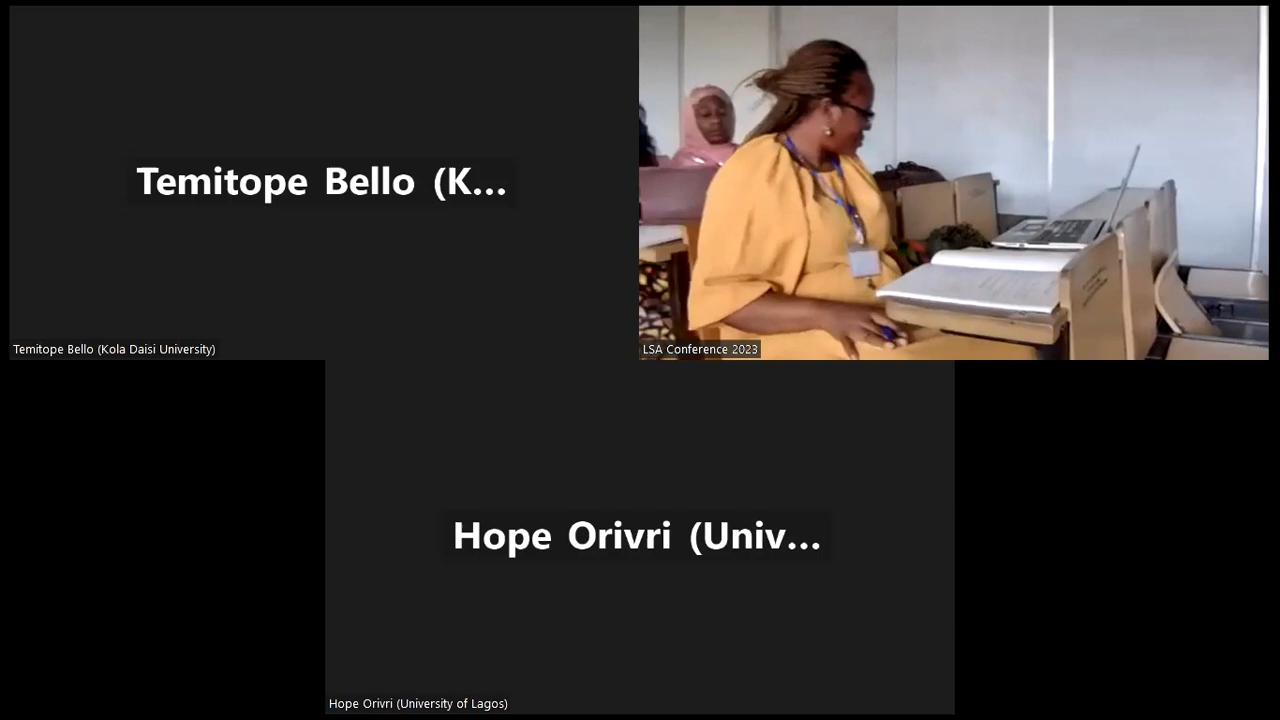 Temitope Bello (K...
Temitope Bello (Kola Daisi University)
LSA Conference 2023
Hope Orivri (Univ...
Hope Orivri (University of Lagos)